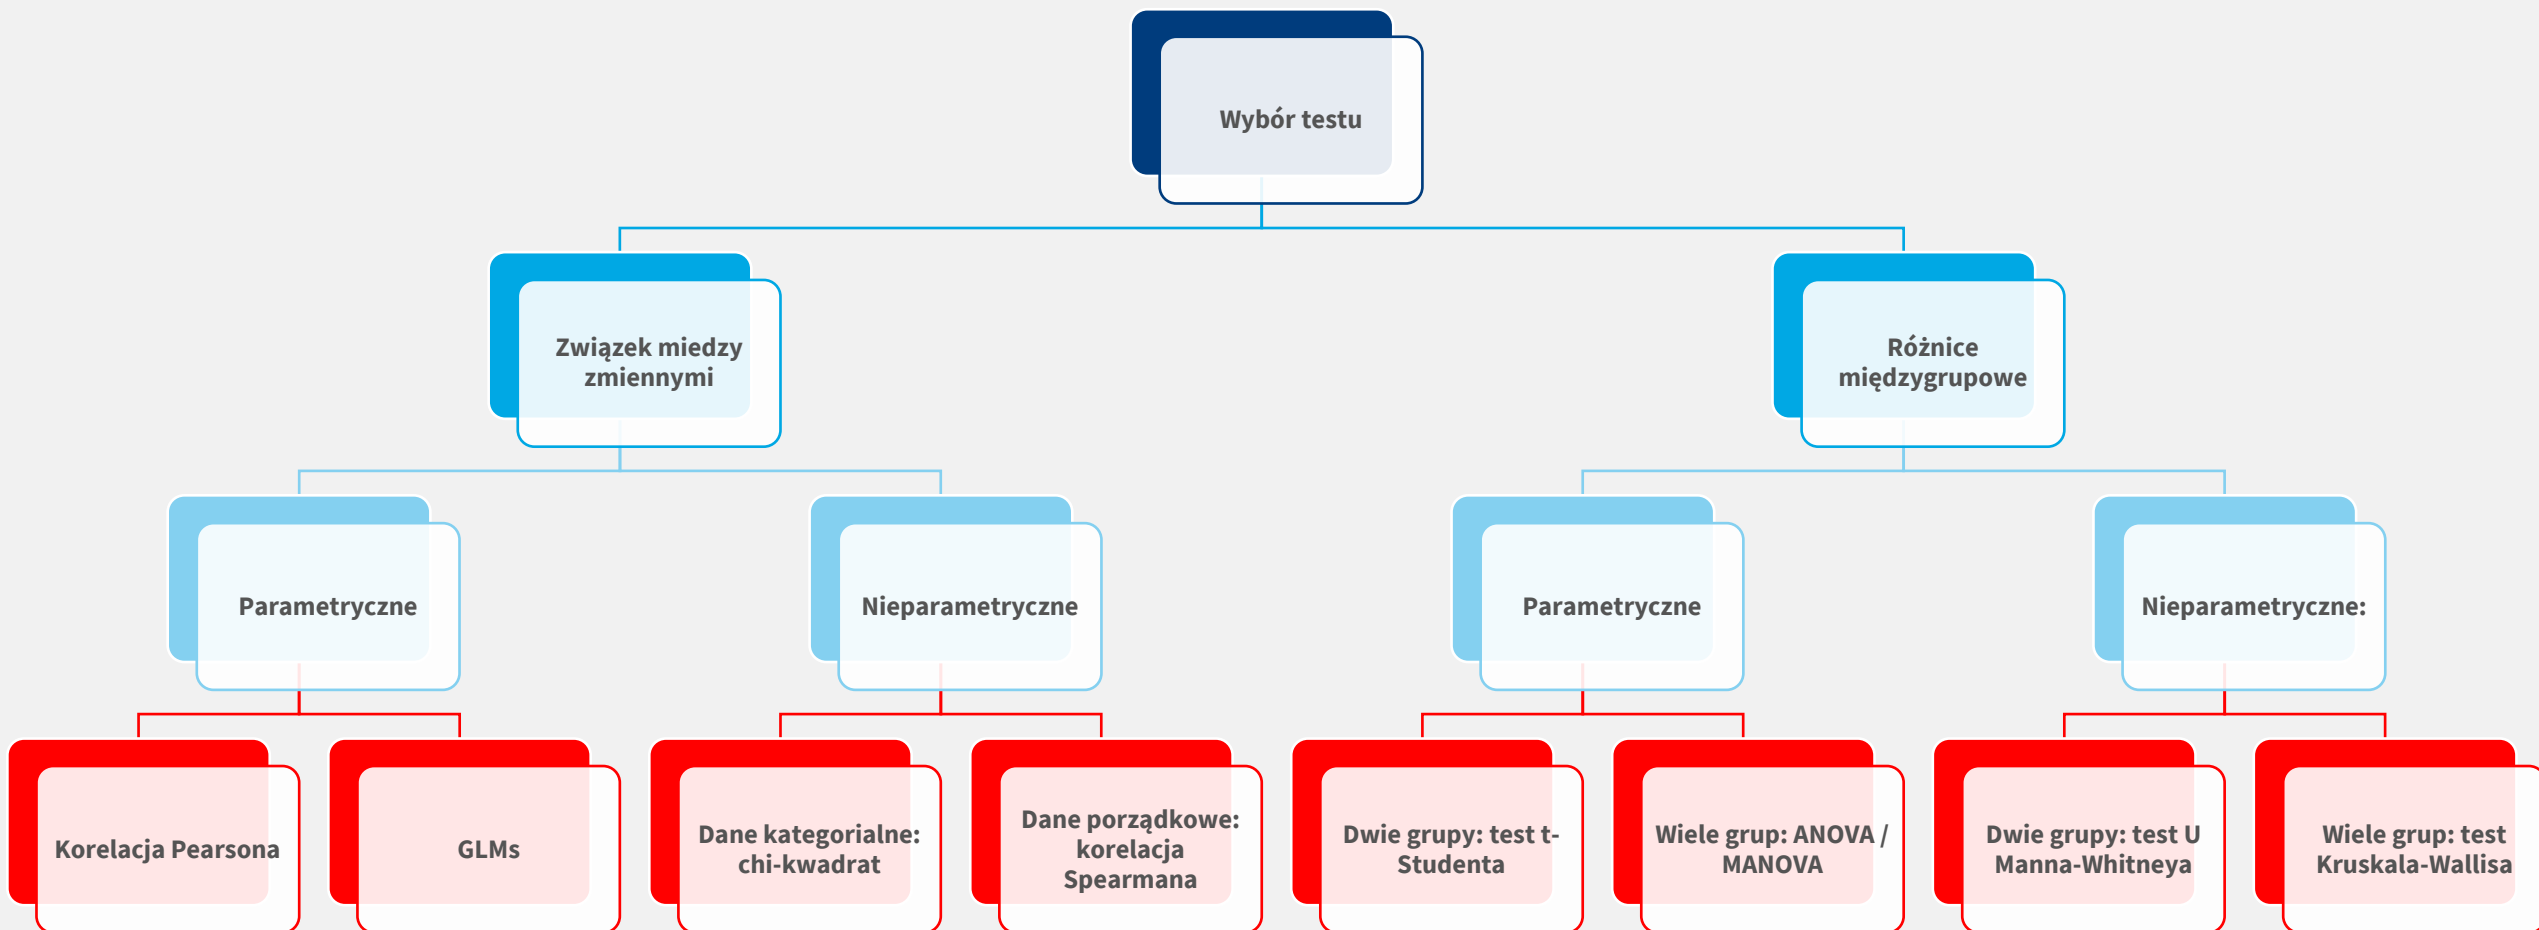 Wybór testu
Związek miedzy
zmiennymi
Różnice
międzygrupowe
Parametryczne
Nieparametryczne
Parametryczne
Nieparametryczne:
Korelacja Pearsona
GLMs
Dane kategorialne:
chi-kwadrat
Dane porządkowe:
korelacja
Spearmana
Dwie grupy: test t-
Studenta
Wiele grup: ANOVA /
MANOVA
Dwie grupy: test U
Manna-Whitneya
Wiele grup: test
Kruskala-Wallisa